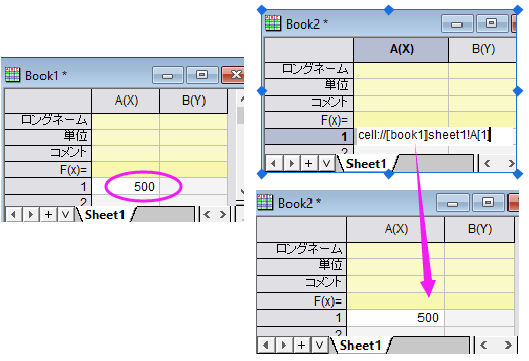 Book1 *
A(X) B(Y)
ロングネーム
単位
コメント
F(x)=
1 500
2
+ Sheet1
Book2 *
A(X) B(Y)
ロングネーム
単位
コメント
F(x)=
1 cell://[book1]sheet1!A[1]
+ Sheet1
Book2 *
A(X) B(Y)
ロングネーム
単位
コメント
F(x)=
1 500
2
+ Sheet1